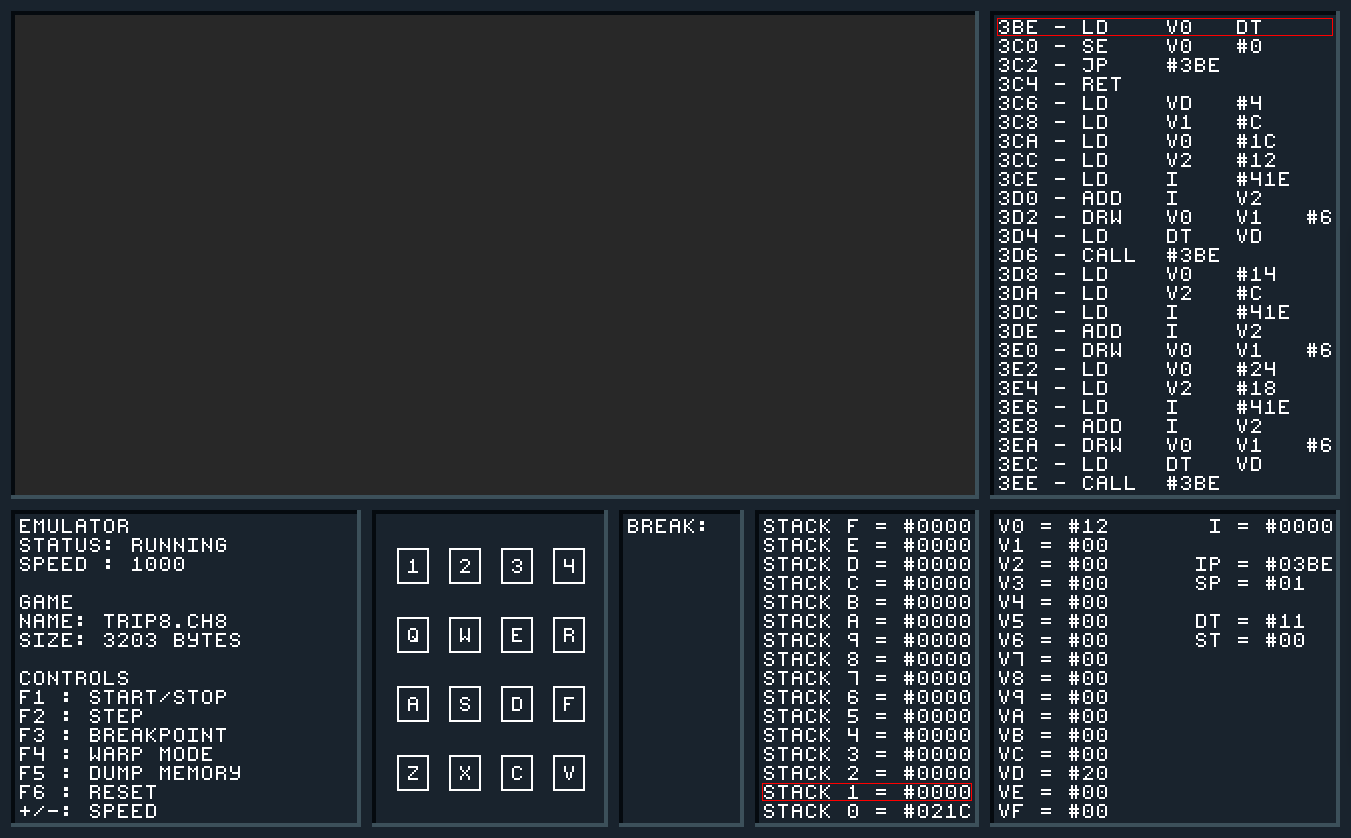 3BE - LD V0 DT
3C0 - SE V0 #0
3C2 - JP #3BE
3C4 - RET
3C6 - LD VD #4
3C8 - LD V1 #C
3CA - LD V0 #1C
3CC - LD V2 #12
3CE - LD I #41E
3D0 - ADD I V2
3D2 - DRW V0 V1 #6
3D4 - LD DT VD
3D6 - CALL #3BE
3D8 - LD V0 #14
3DA - LD V2 #C
3DC - LD I #41E
3DE - ADD I V2
3E0 - DRW V0 V1 #6
3E2 - LD V0 #24
3E4 - LD V2 #18
3E6 - LD I #41E
3E8 - ADD I V2
3EA - DRW V0 V1 #6
3EC - LD DT VD
3EE - CALL #3BE
EMULATOR
STATUS: RUNNING
SPEED : 1000
GAME
NAME: TRIP8.CH8
SIZE: 3203 BYTES
CONTROLS
F1 : START/STOP
F2 : STEP
F3 : BREAKPOINT
F4 : WARP MODE
F5 : DUMP MEMORY
F6 : RESET
+/-: SPEED
1 2 3 4
Q W E R
A S D F
Z X C V
BREAK:
STACK F = #0000
STACK E = #0000
STACK D = #0000
STACK C = #0000
STACK B = #0000
STACK A = #0000
STACK 9 = #0000
STACK 8 = #0000
STACK 7 = #0000
STACK 6 = #0000
STACK 5 = #0000
STACK 4 = #0000
STACK 3 = #0000
STACK 2 = #0000
STACK 1 = #0000
STACK 0 = #021C
V0 = #12 I = #0000
V1 = #00
V2 = #00 IP = #03BE
V3 = #00 SP = #01
V4 = #00
V5 = #00 DT = #11
V6 = #00 ST = #00
V7 = #00
V8 = #00
V9 = #00
VA = #00
VB = #00
VC = #00
VD = #20
VE = #00
VF = #00